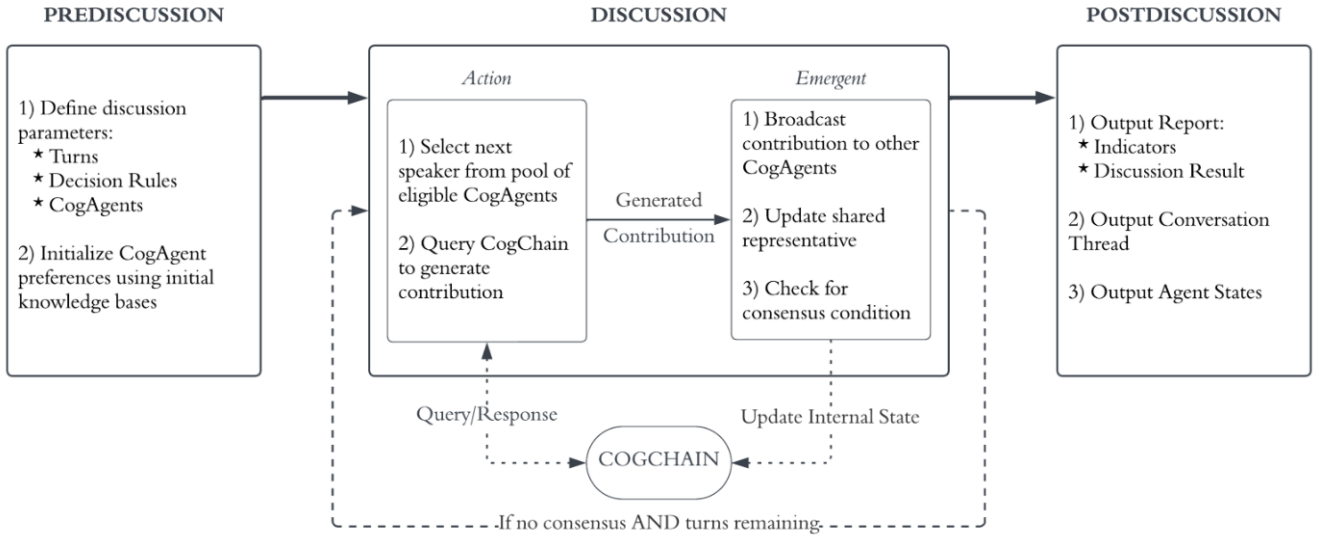 PREDISCUSSION
1) Define discussion
parameters:
★ Turns
★ Decision Rules
★ CogAgents
2) Initialize CogAgent
preferences using initial
knowledge bases
DISCUSSION
Action
1) Select next
speaker from pool of
eligible CogAgents
2) Query CogChain
to generate
contribution
Generated
Contribution
Emergent
1) Broadcast
contribution to other
CogAgents
2) Update shared
representative
3) Check for
consensus condition
Query/Response
Update Internal State
COGCHAIN
If no consensus AND turns remaining
POSTDISCUSSION
1) Output Report:
★ Indicators
★ Discussion Result
2) Output Conversation
Thread
3) Output Agent States